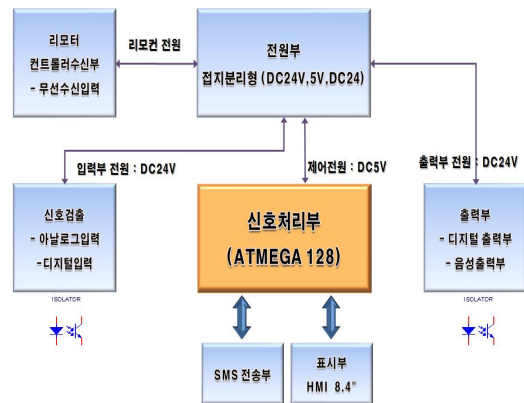 리모터
컨트롤러수신부
- 무선수신입력
리모컨 전원
전원부
접지분리형 (DC24V,5V,DC24)
입력부 전원 : DC24V
제어전원 : DC5V
출력부 전원 : DC24V
신호검출
- 아날로그입력
-디지털입력
신호처리부
(ATMEGA 128)
출력부
- 디지털 출력부
- 음성출력부
ISOLATOR
ISOLATOR
SMS 전송부
표시부
HMI 8.4"